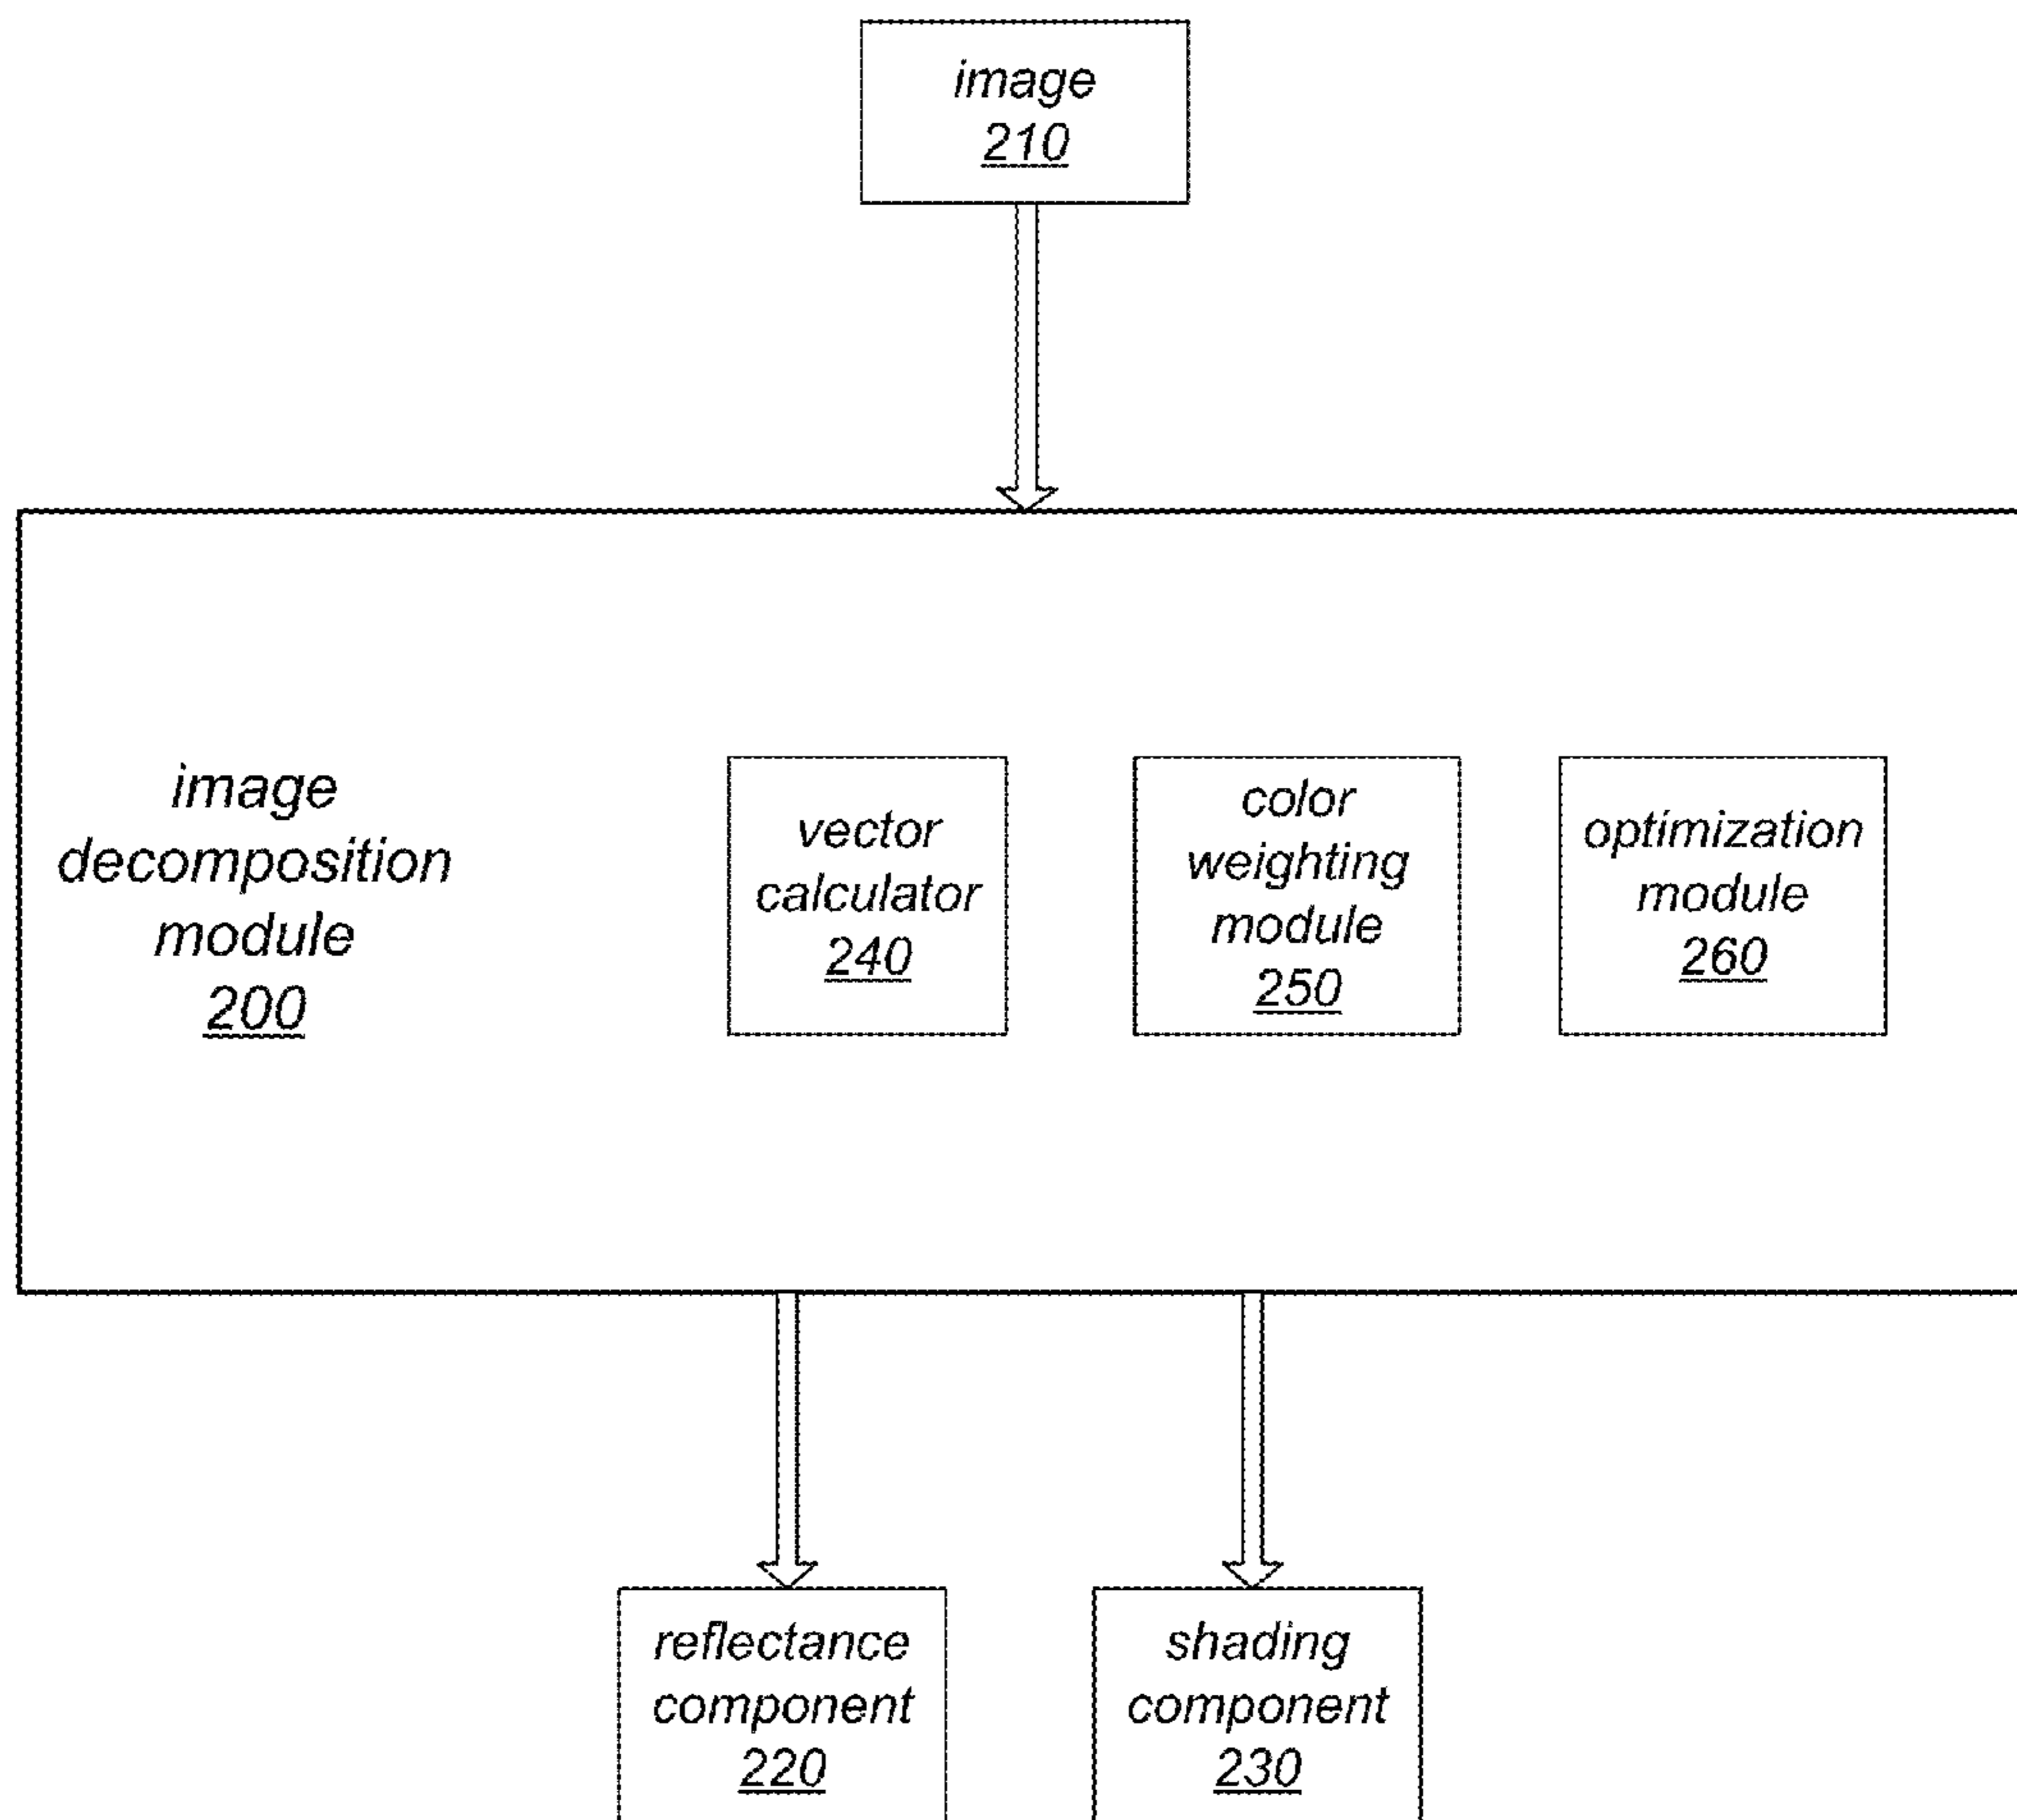 image
210
image
decomposition
module
200
vector
calculator
240
color
weighting
module
250
optimization
module
260
reflectance
component
220
shading
component
230